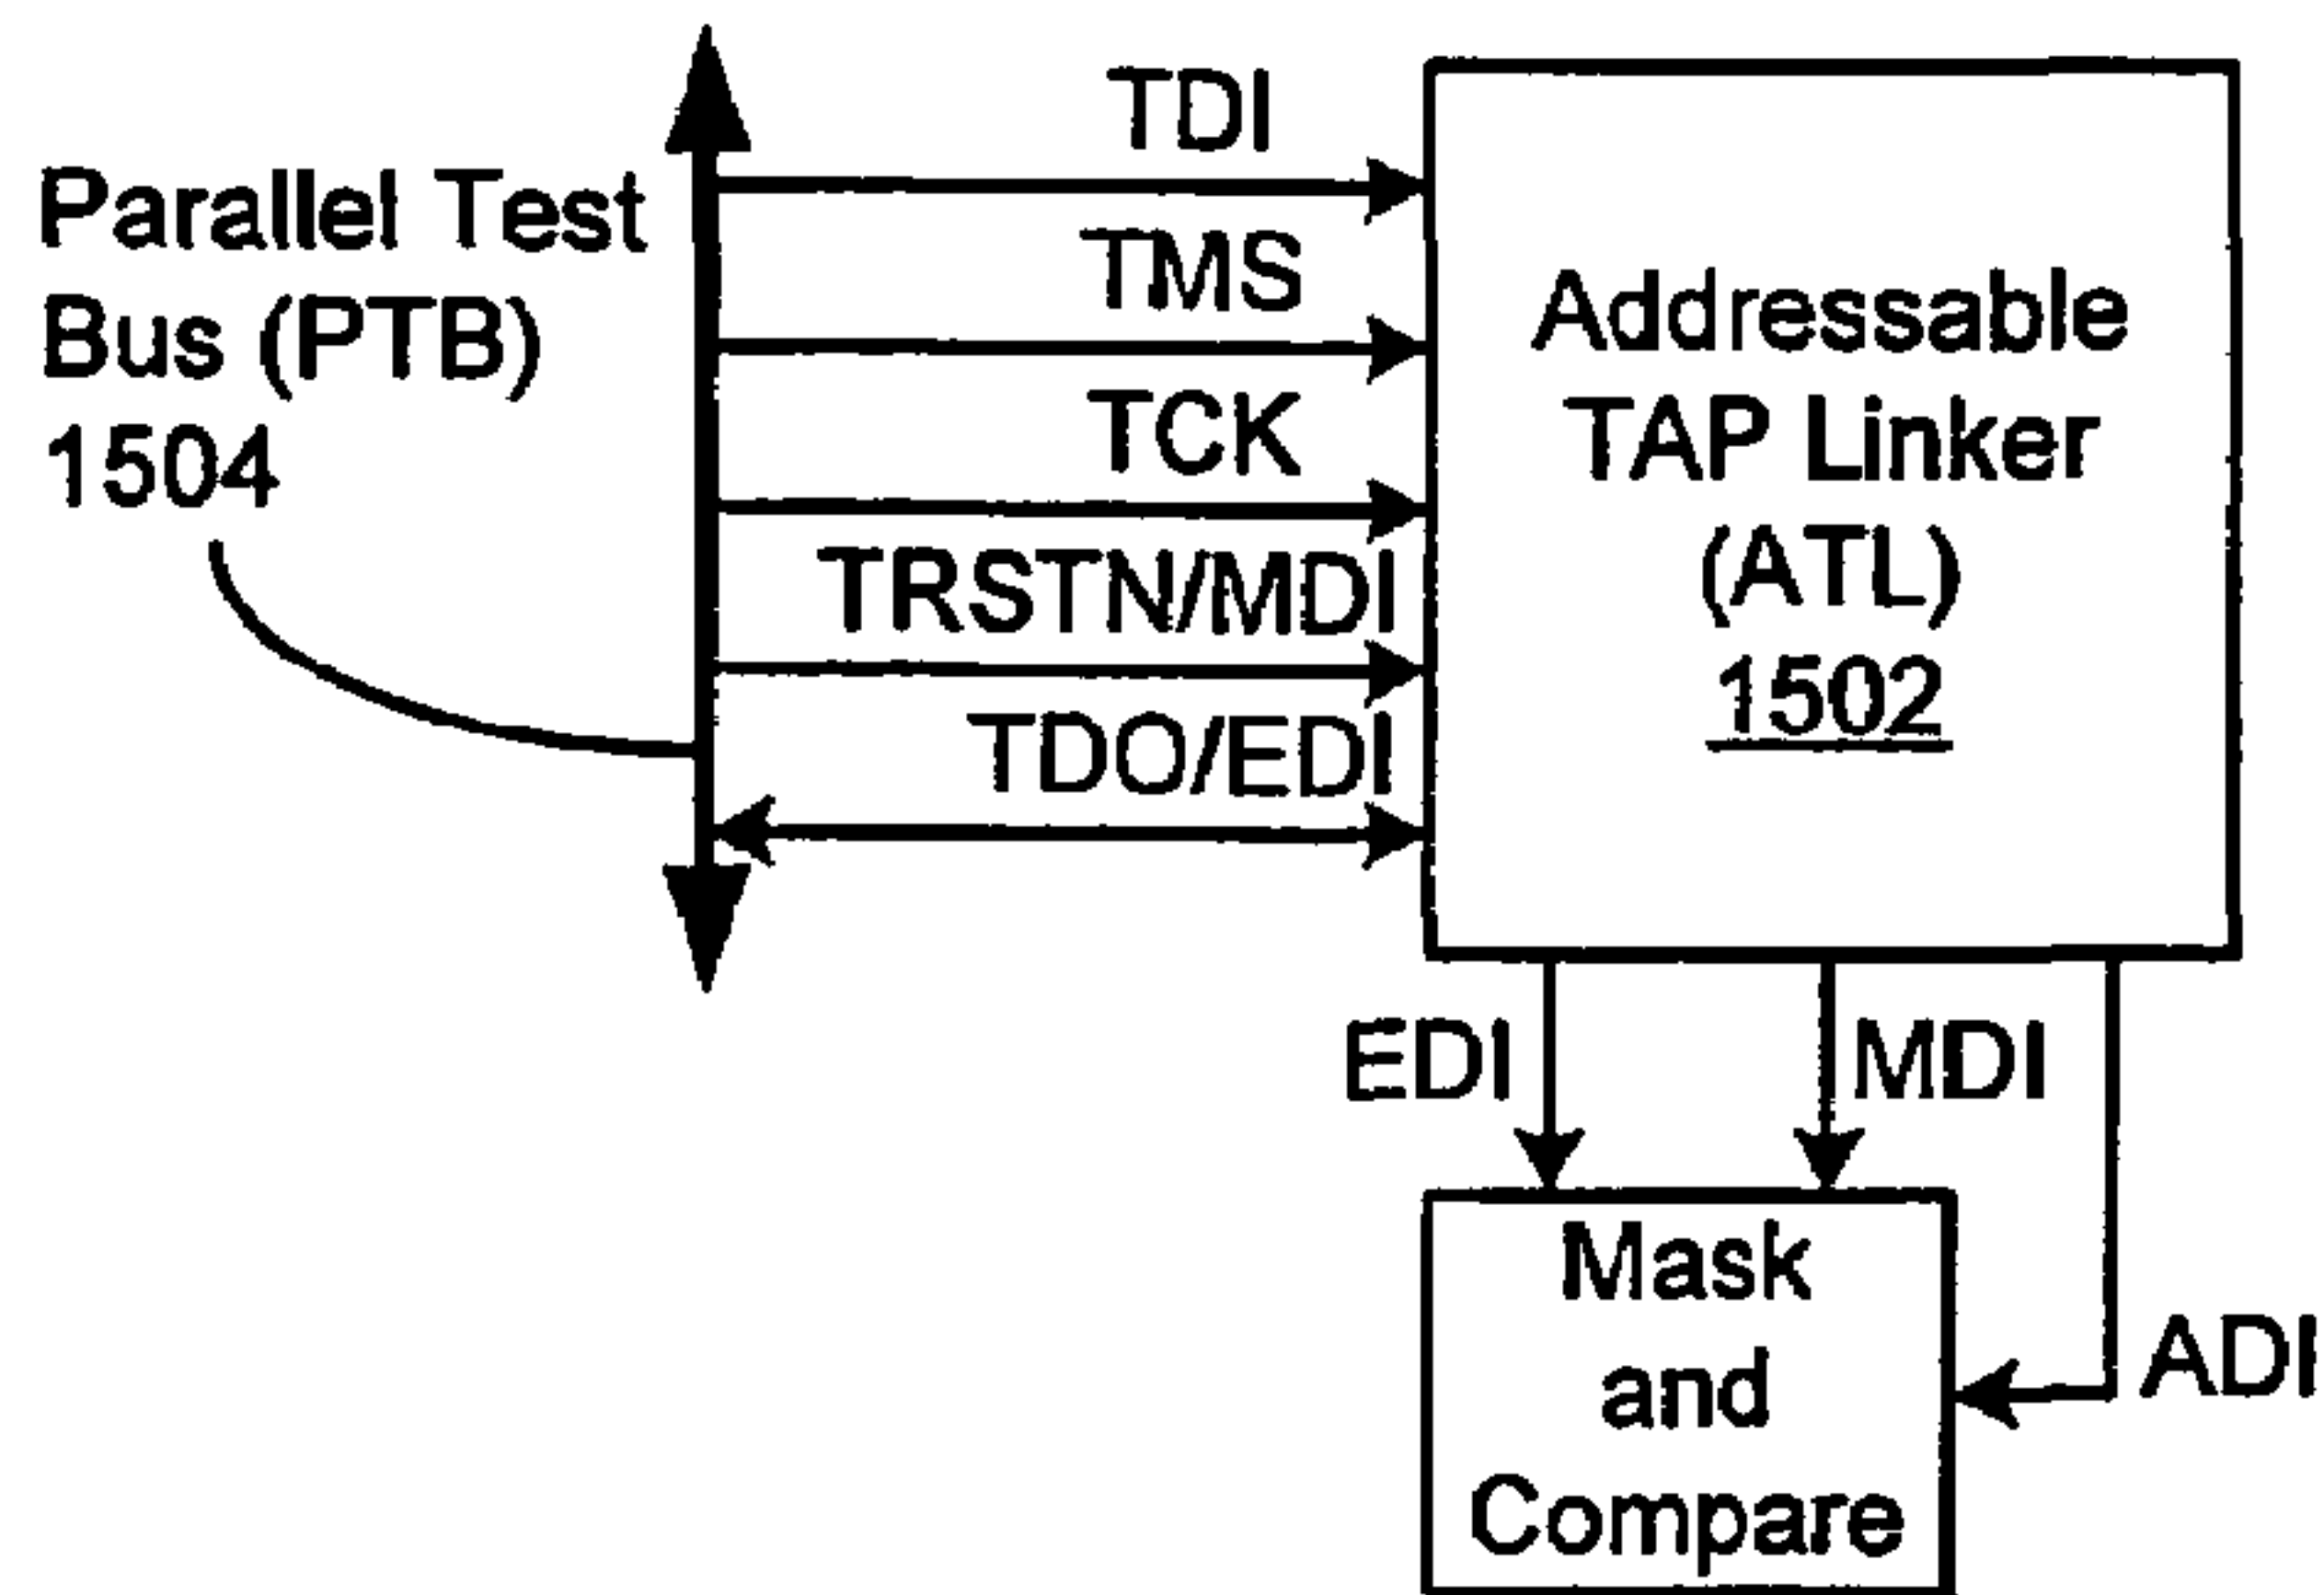 Parallel Test
Bus (PTB)
1504
TDI
TMS
TCK
TRSTN/MDI
TDO/EDI
Addressable
TAP Linker
(ATL)
1502
EDI
MDI
ADI
Mask
and
Compare